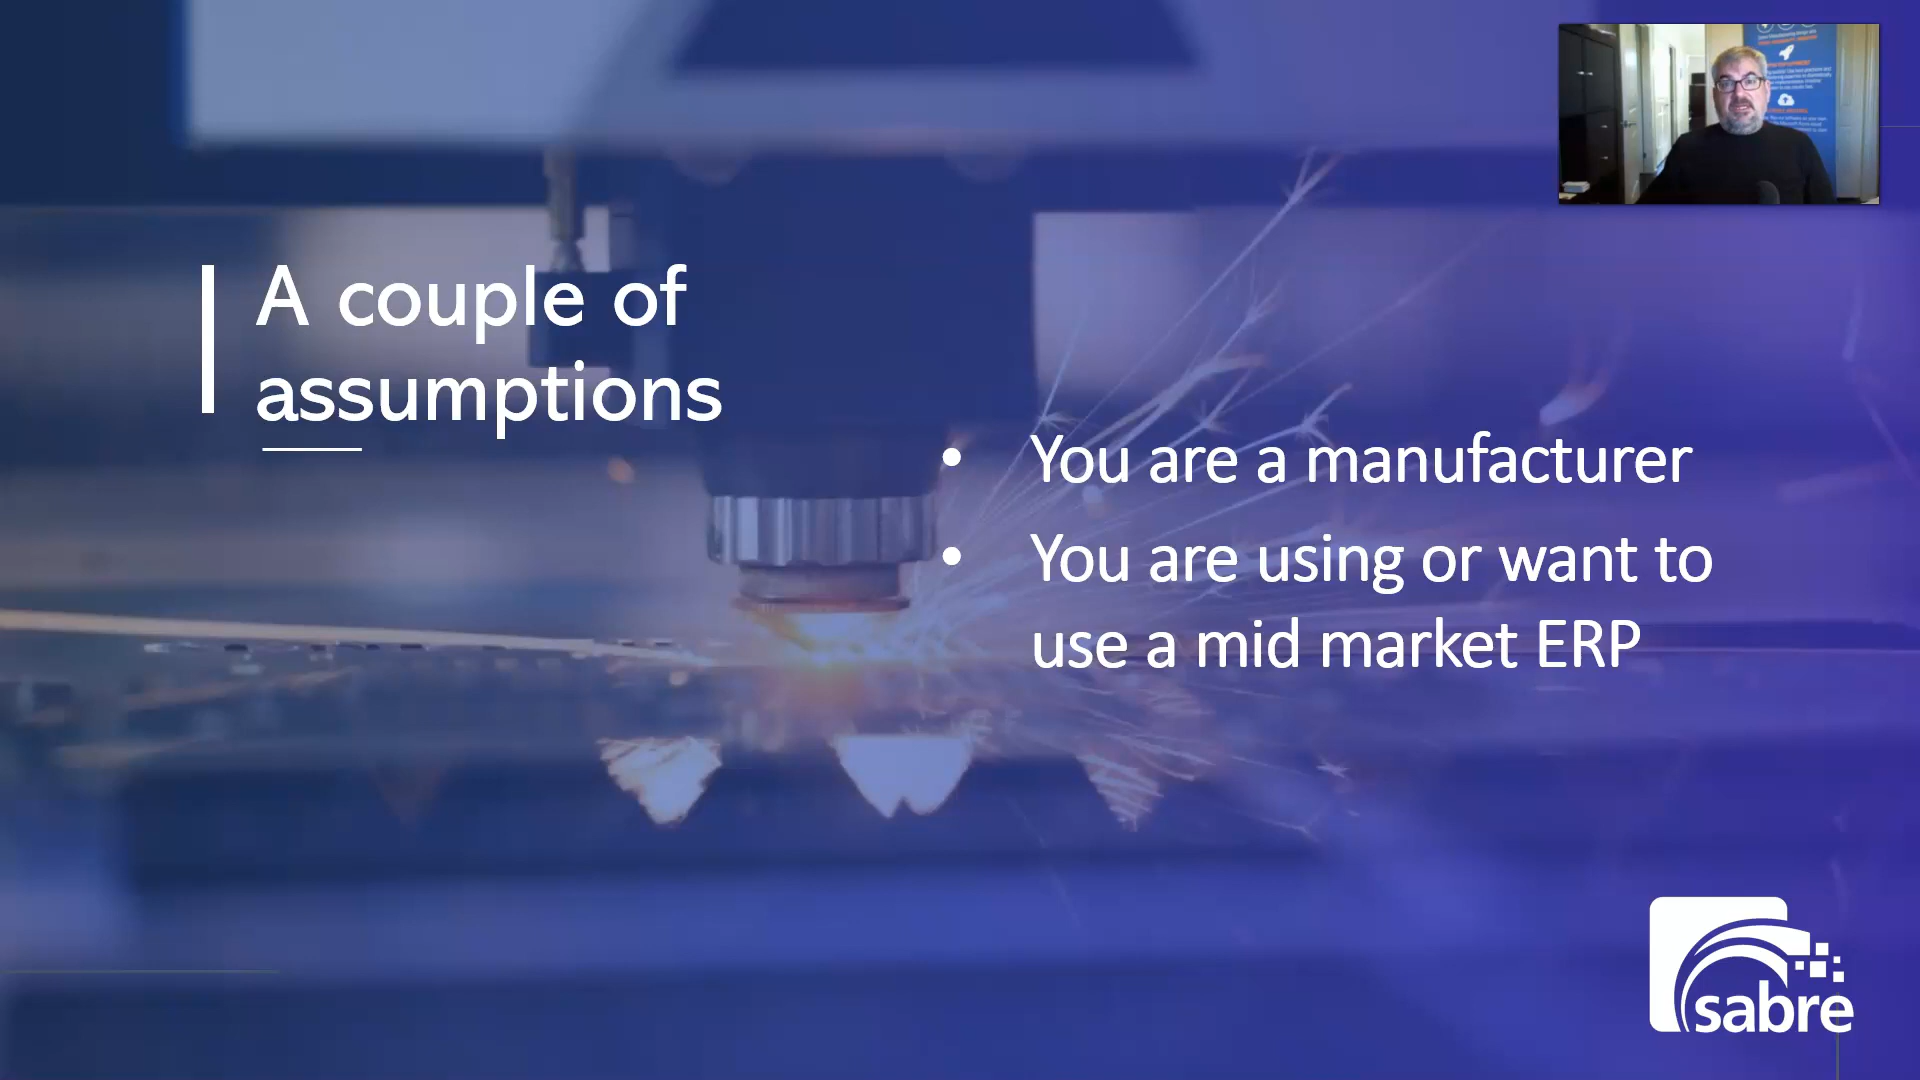 A couple of
assumptions
• You are a manufacturer
• You are using or want to
use a mid market ERP
sabre